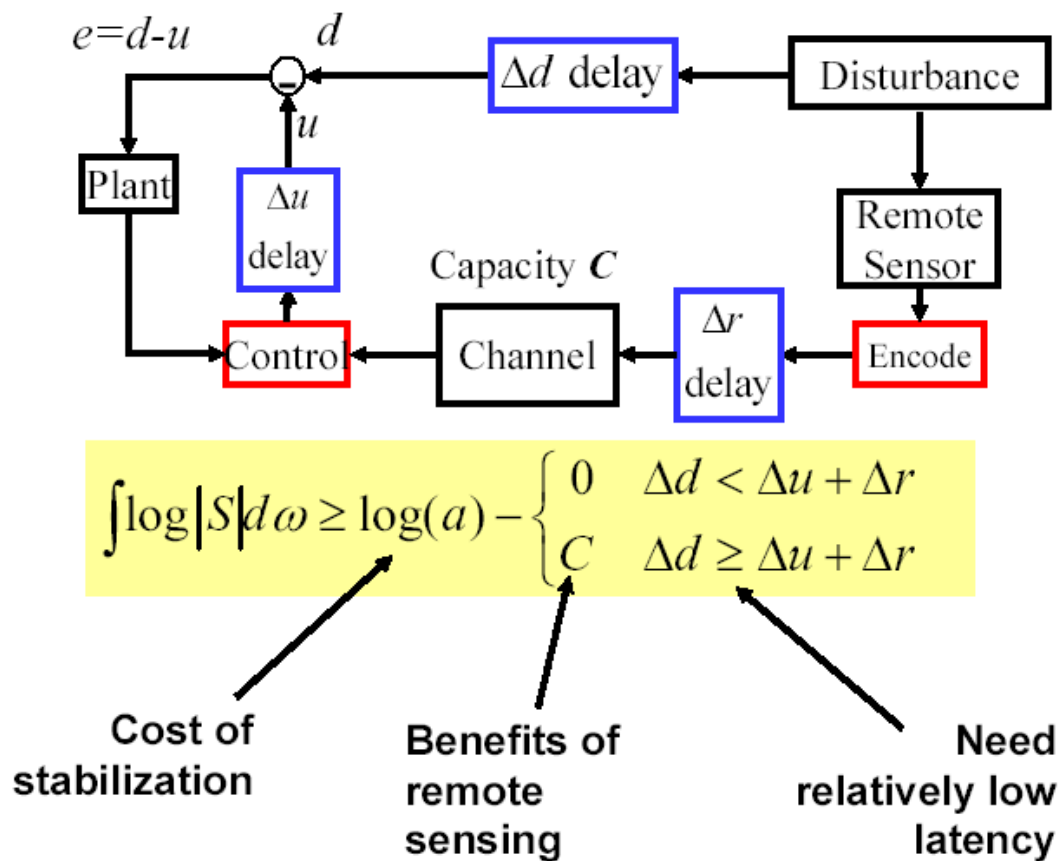 e=d-u
d
Δd delay
Disturbance
u
Plant
Δu
delay
Remote
Sensor
Capacity C
Δr
delay
Control
Channel
Encode
∫log|S|dω ≥ log(a) − { 0 Δd < Δu + Δr
C Δd ≥ Δu + Δr
Cost of
stabilization
Benefits of
remote
sensing
Need
relatively low
latency